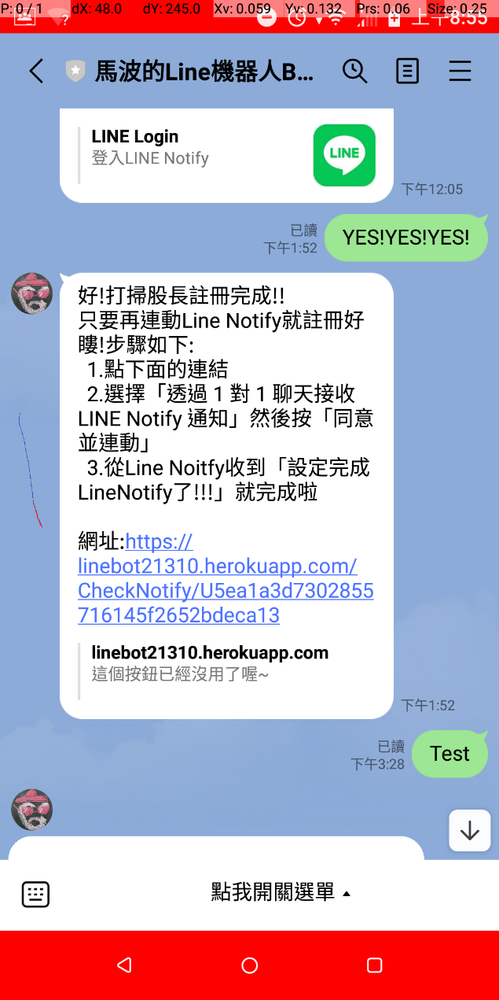 P: 0 / 1 dX: 48.0 dY: 245.0 Xv: 0.059 Yv: 0.132 Prs: 0.06 Size: 0.25
上午8:55
馬波的Line機器人B...
LINE Login
登入LINE Notify
LINE
下午12:05
已讀
下午1:52
YES!YES!YES!
好!打掃股長註冊完成!!
只要再連動Line Notify就註冊好
瞜!步驟如下:
1.點下面的連結
2.選擇「透過 1 對 1 聊天接收
LINE Notify 通知」然後按「同意
並連動」
3.從Line Noitfy收到「設定完成
LineNotify了!!!」就完成啦
網址:https://
linebot21310.herokuapp.com/
CheckNotify/U5ea1a3d7302855
716145f2652bdeca13
linebot21310.herokuapp.com
這個按鈕已經沒用了喔~
下午1:52
已讀
下午3:28
Test
點我開關選單